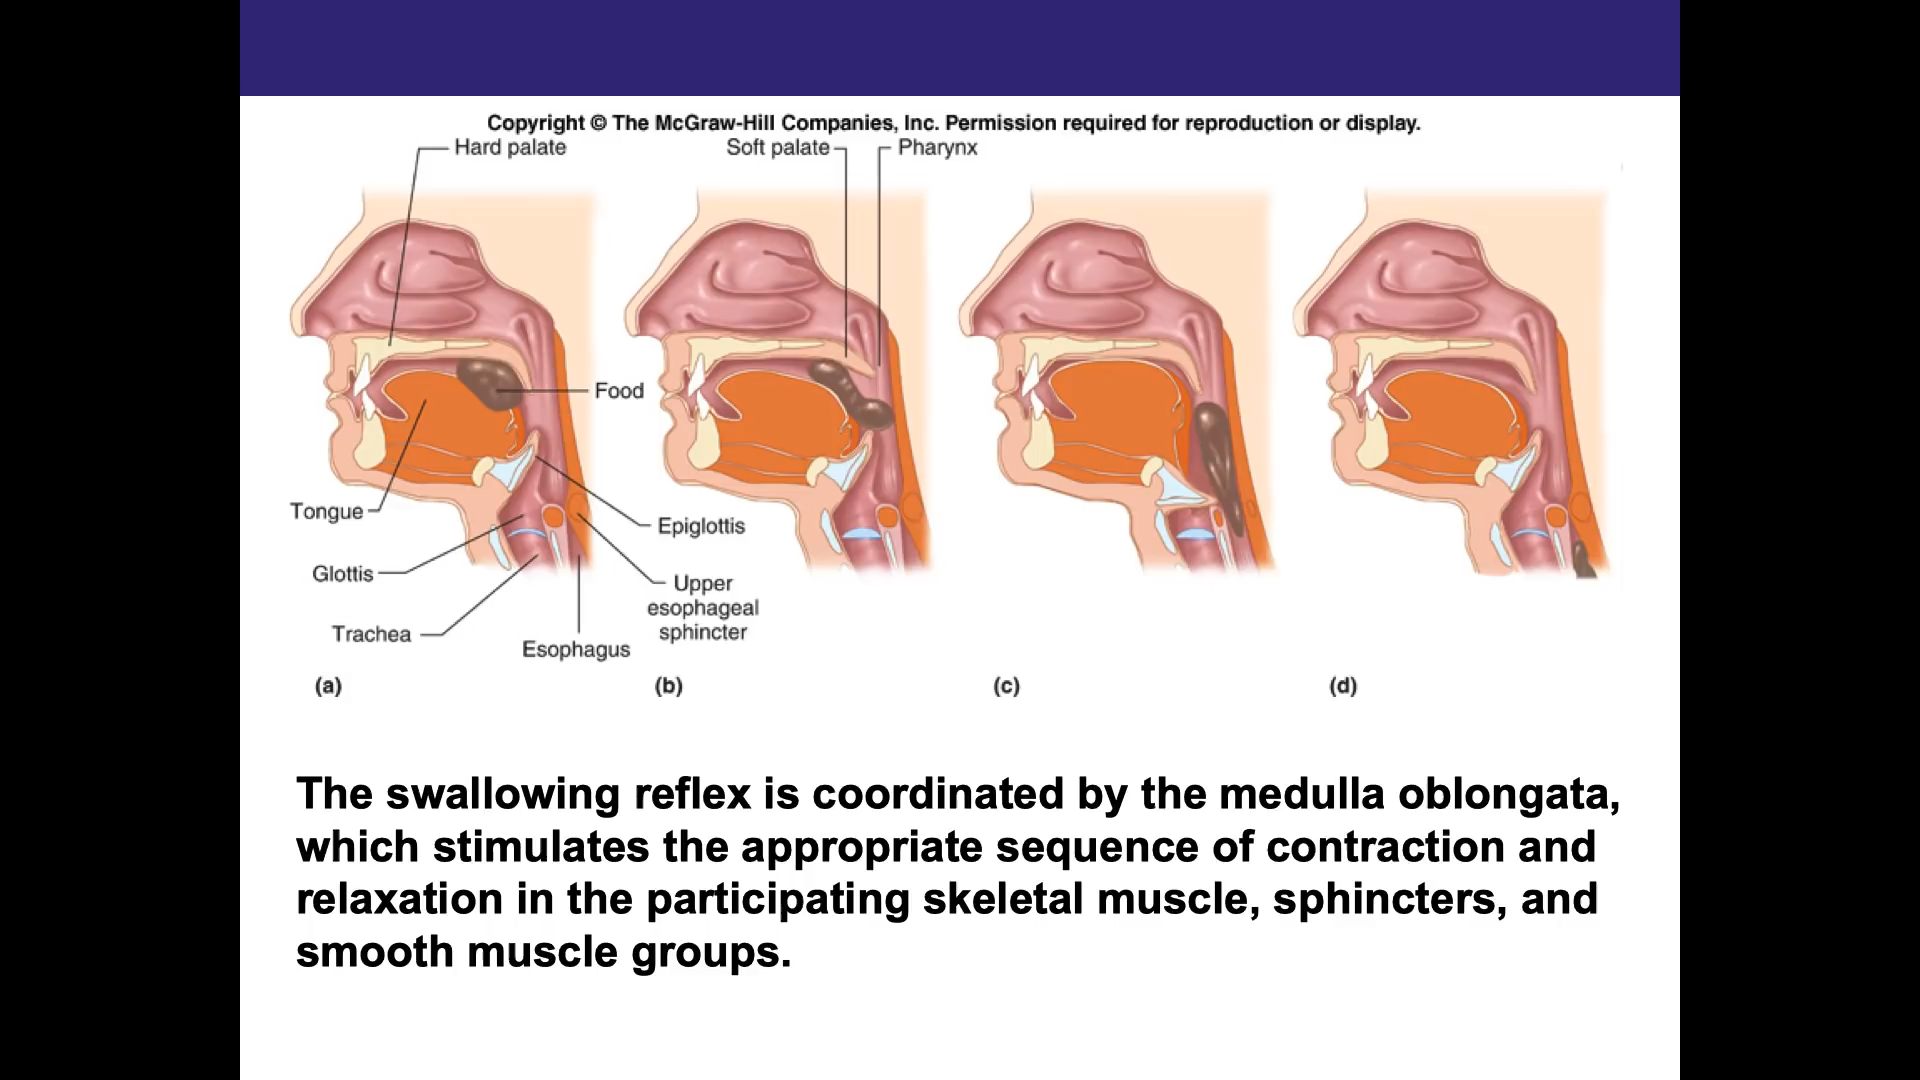 Copyright © The McGraw-Hill Companies, Inc. Permission required for reproduction or display.
Hard palate
Soft palate
Pharynx
Food
Tongue
Epiglottis
Glottis
Upper
esophageal
sphincter
Trachea
Esophagus
(a)
(b)
(c)
(d)
The swallowing reflex is coordinated by the medulla oblongata,
which stimulates the appropriate sequence of contraction and
relaxation in the participating skeletal muscle, sphincters, and
smooth muscle groups.